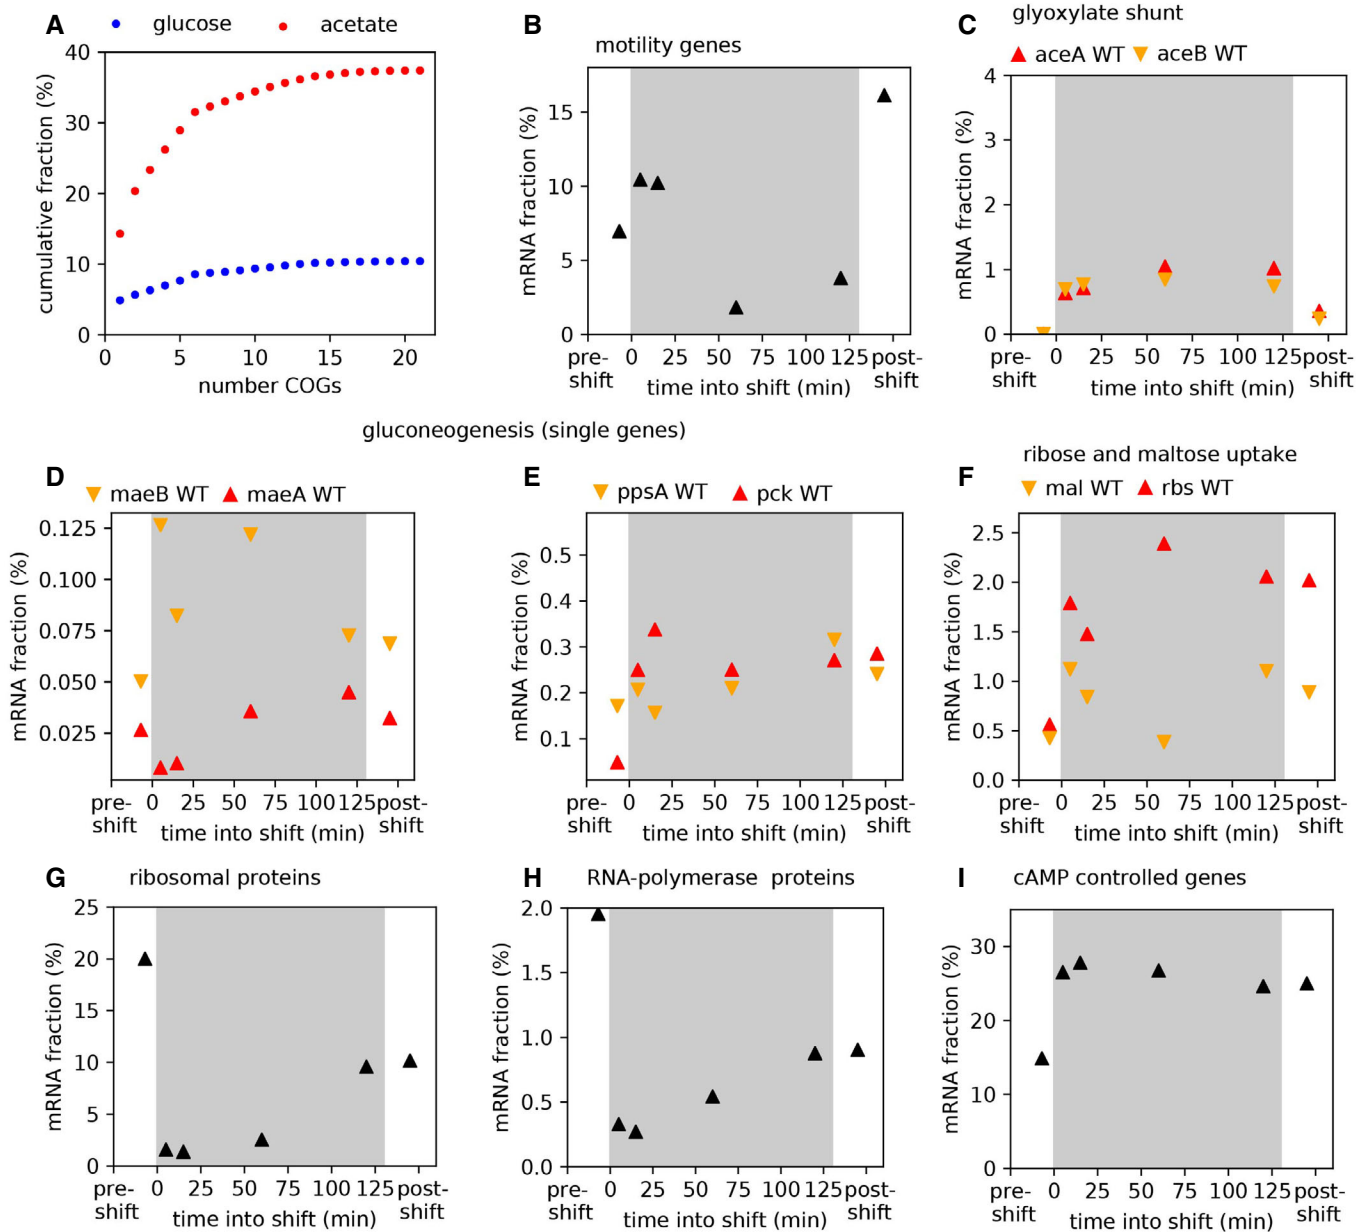 A
glucose
acetate
cumulative fraction (%)
40
30
20
10
0
0
5
10
15
20
number COGs
B
motility genes
mRNA fraction (%)
15
10
5
0
pre-
shift
0
25
50
75
100
125
post-
shift
time into shift (min)
C
glyoxylate shunt
aceA WT
aceB WT
mRNA fraction (%)
4
3
2
1
0
pre-
shift
0
25
50
75
100
125
post-
shift
time into shift (min)
gluconeogenesis (single genes)
D
maeB WT
maeA WT
mRNA fraction (%)
0.125
0.100
0.075
0.050
0.025
pre-
shift
0
25
50
75
100
125
post-
shift
time into shift (min)
E
ppsA WT
pck WT
mRNA fraction (%)
0.5
0.4
0.3
0.2
0.1
pre-
shift
0
25
50
75
100
125
post-
shift
time into shift (min)
F
ribose and maltose uptake
mal WT
rbs WT
mRNA fraction (%)
2.5
2.0
1.5
1.0
0.5
0.0
pre-
shift
0
25
50
75
100
125
post-
shift
time into shift (min)
G
ribosomal proteins
mRNA fraction (%)
25
20
15
10
5
0
pre-
shift
0
25
50
75
100
125
post-
shift
time into shift (min)
H
RNA-polymerase proteins
mRNA fraction (%)
2.0
1.5
1.0
0.5
0.0
pre-
shift
0
25
50
75
100
125
post-
shift
time into shift (min)
I
cAMP controlled genes
mRNA fraction (%)
30
20
10
0
pre-
shift
0
25
50
75
100
125
post-
shift
time into shift (min)